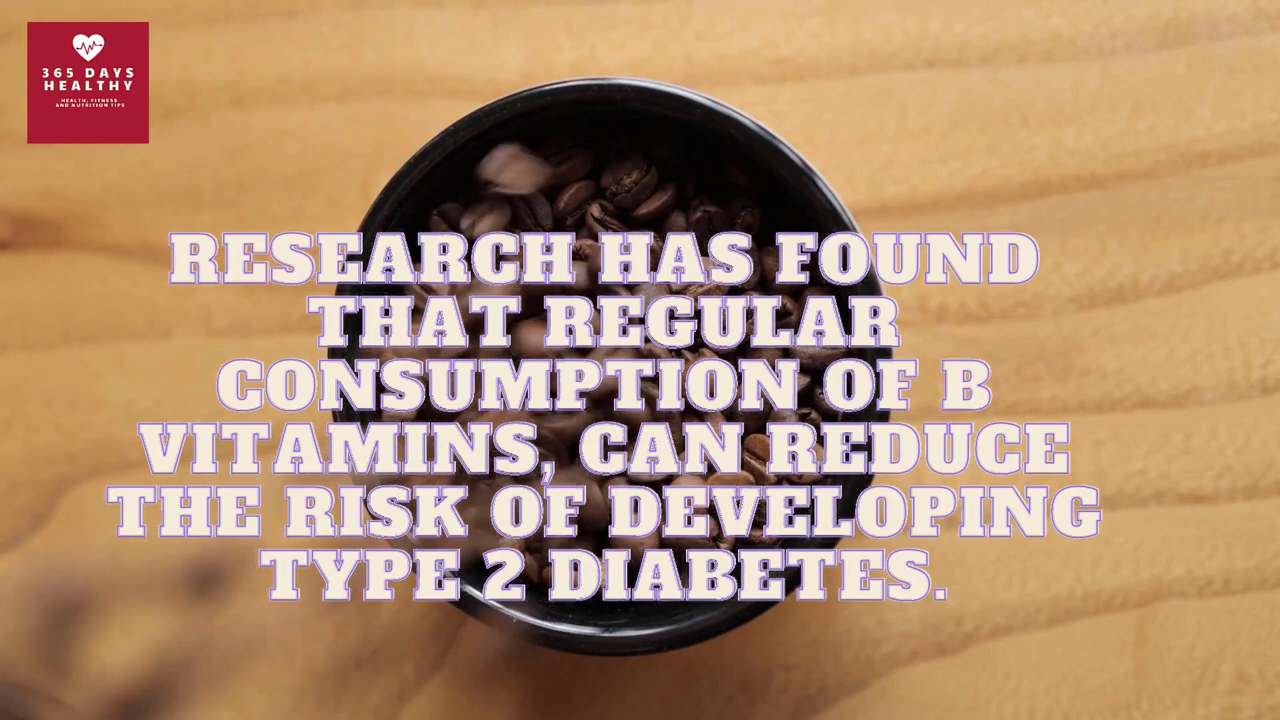 365 DAYS
HEALTHY
HEALTH, FITNESS
AND NUTRITION TIPS
RESEARCH HAS FOUND
THAT REGULAR
CONSUMPTION OF B
VITAMINS, CAN REDUCE
THE RISK OF DEVELOPING
TYPE 2 DIABETES.